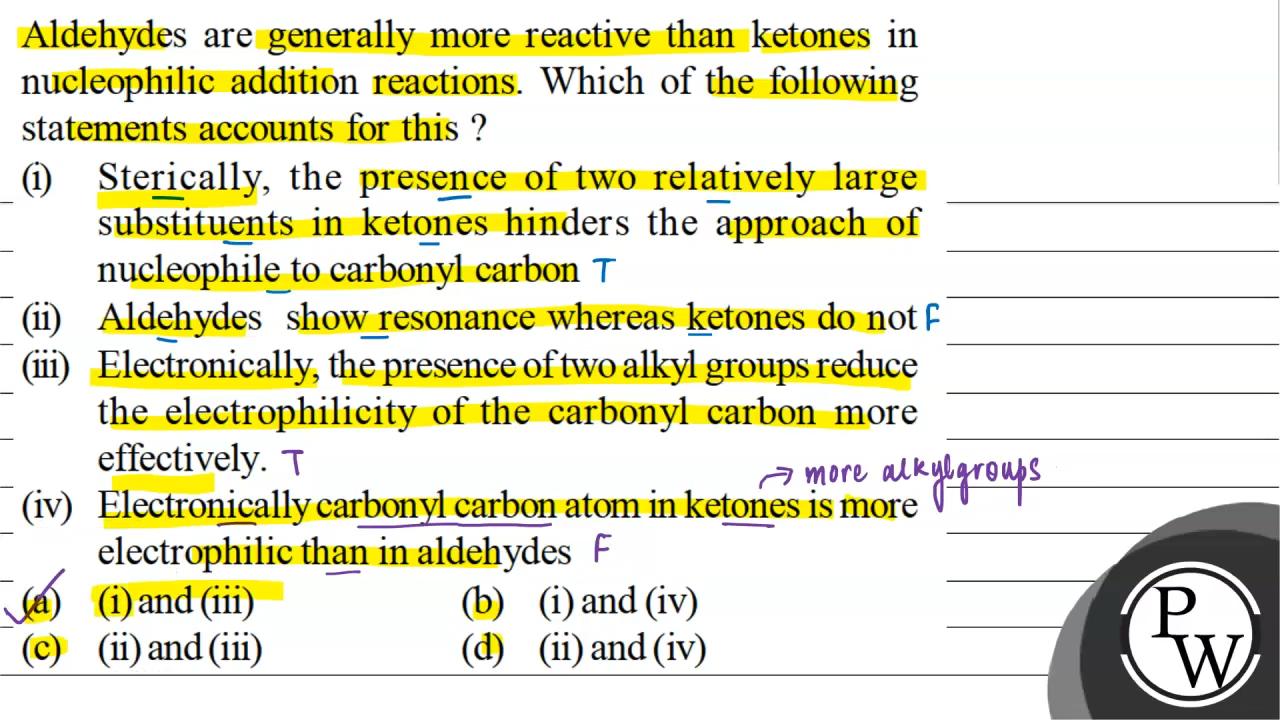 Aldehydes are generally more reactive than ketones in
nucleophilic addition reactions. Which of the following
statements accounts for this ?
(i) Sterically, the presence of two relatively large
substituents in ketones hinders the approach of
nucleophile to carbonyl carbon T
(ii) Aldehydes show resonance whereas ketones do not F
(iii) Electronically, the presence of two alkyl groups reduce
the electrophilicity of the carbonyl carbon more
effectively. T
→ more alkylgroups
(iv) Electronically carbonyl carbon atom in ketones is more
electrophilic than in aldehydes F
(a) (i) and (iii) (b) (i) and (iv)
(c) (ii) and (iii) (d) (ii) and (iv)
P
W